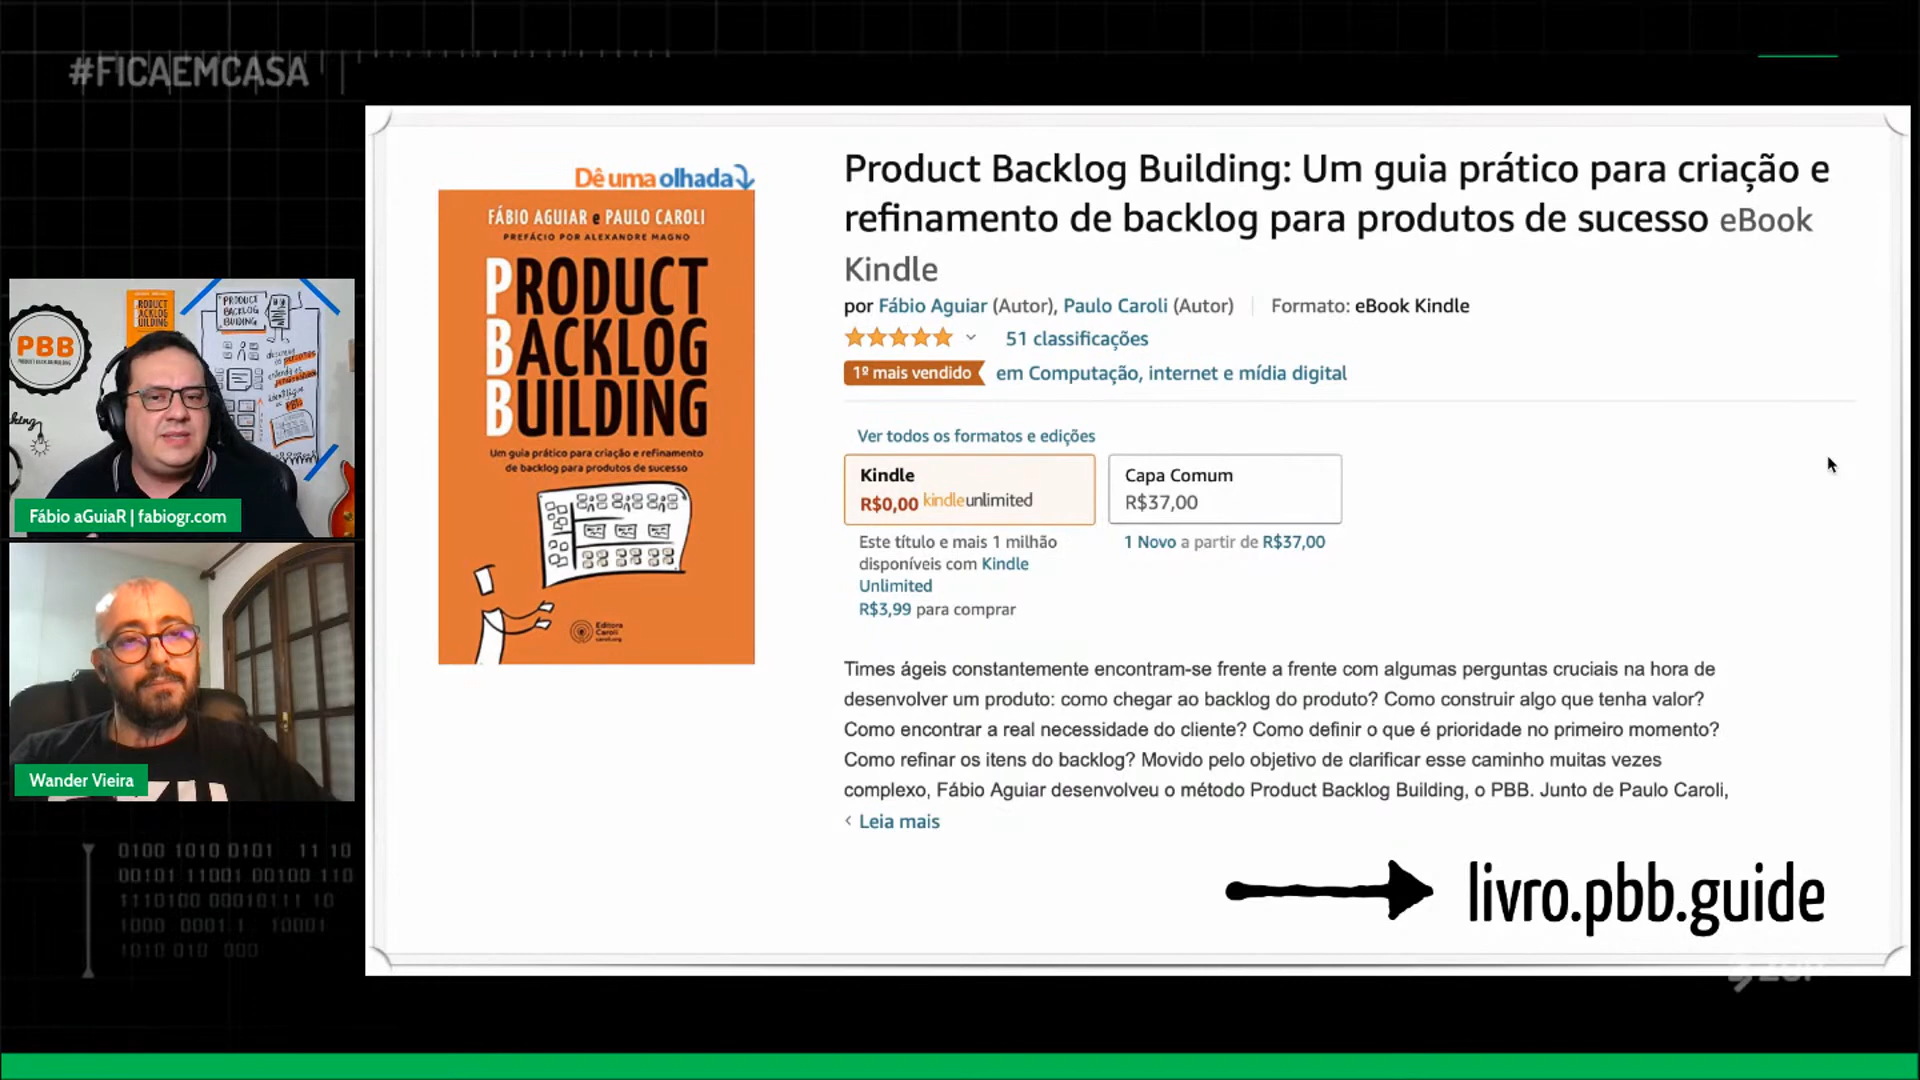 #FICAEMCASA
Dê uma olhada
FÁBIO AGUIAR e PAULO CAROLI
PREFÁCIO POR ALEXANDRE MAGNO
PRODUCT
BACKLOG
BUILDING
Um guia prático para criação e refinamento
de backlog para produtos de sucesso
Editora
Caroli
caroli.org
Product Backlog Building: Um guia prático para criação e
refinamento de backlog para produtos de sucesso eBook
Kindle
por Fábio Aguiar (Autor), Paulo Caroli (Autor) Formato: eBook Kindle
51 classificações
1º mais vendido em Computação, internet e mídia digital
Ver todos os formatos e edições
Kindle
R$0,00 kindleunlimited
Capa Comum
R$37,00
Este título e mais 1 milhão
disponíveis com Kindle
Unlimited
R$3,99 para comprar
1 Novo a partir de R$37,00
Times ágeis constantemente encontram-se frente a frente com algumas perguntas cruciais na hora de
desenvolver um produto: como chegar ao backlog do produto? Como construir algo que tenha valor?
Como encontrar a real necessidade do cliente? Como definir o que é prioridade no primeiro momento?
Como refinar os itens do backlog? Movido pelo objetivo de clarificar esse caminho muitas vezes
complexo, Fábio Aguiar desenvolveu o método Product Backlog Building, o PBB. Junto de Paulo Caroli,
Leia mais
livro.pbb.guide
PBB
PRODUCT
BACKLOG
BUILDING
PRODUCT
BACKLOG
BUILDING
Fábio aGuiaR | fabiogr.com
Wander Vieira
0100 1010 0101 11 10
00101 11001 00100 110
1110100 00010111 10
1000 0001 1 10001
1010 010 000